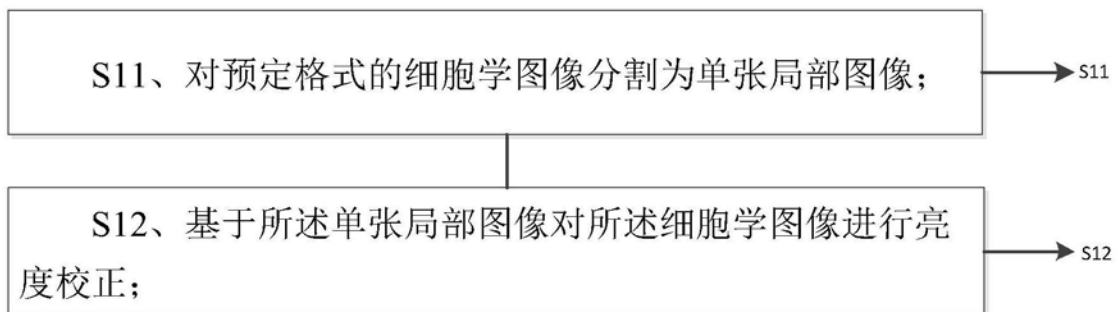 S11、对预定格式的细胞学图像分割为单张局部图像；
S11
S12、基于所述单张局部图像对所述细胞学图像进行亮
度校正；
S12